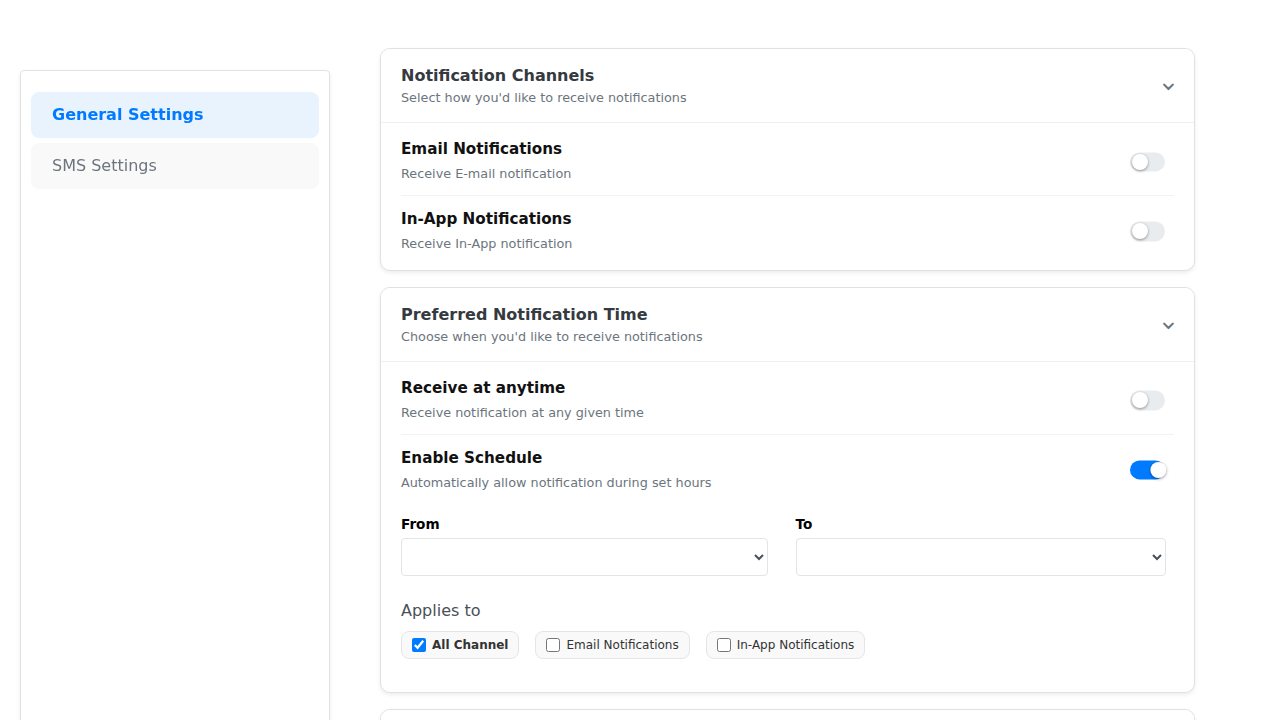 General Settings
SMS Settings
Notification Channels
Select how you'd like to receive notifications
Email Notifications
Receive E-mail notification
In-App Notifications
Receive In-App notification
Preferred Notification Time
Choose when you'd like to receive notifications
Receive at anytime
Receive notification at any given time
Enable Schedule
Automatically allow notification during set hours
From To
Applies to
All Channel Email Notifications In-App Notifications